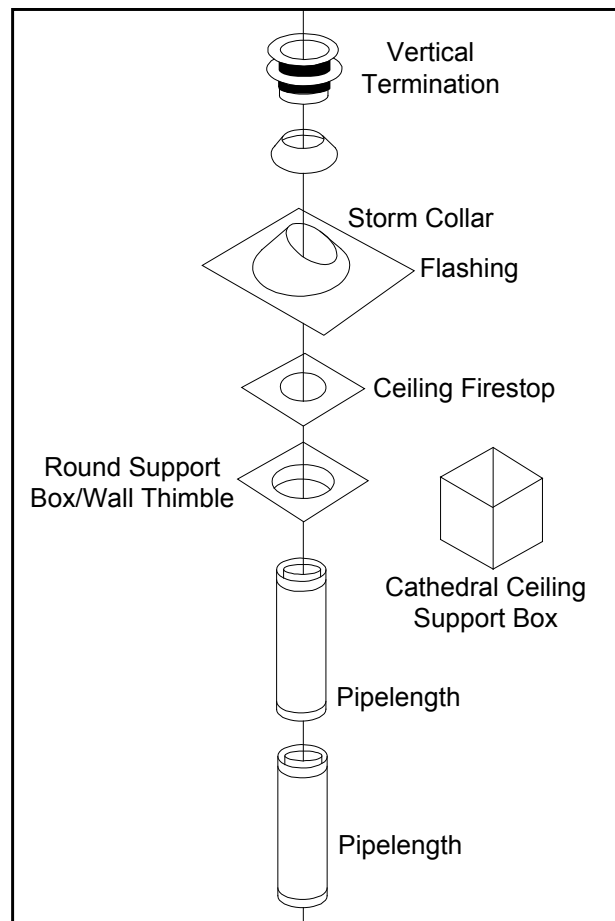 Vertical
Termination
Storm Collar
Flashing
Ceiling Firestop
Round Support
Box/Wall Thimble
Cathedral Ceiling
Support Box
Pipelength
Pipelength